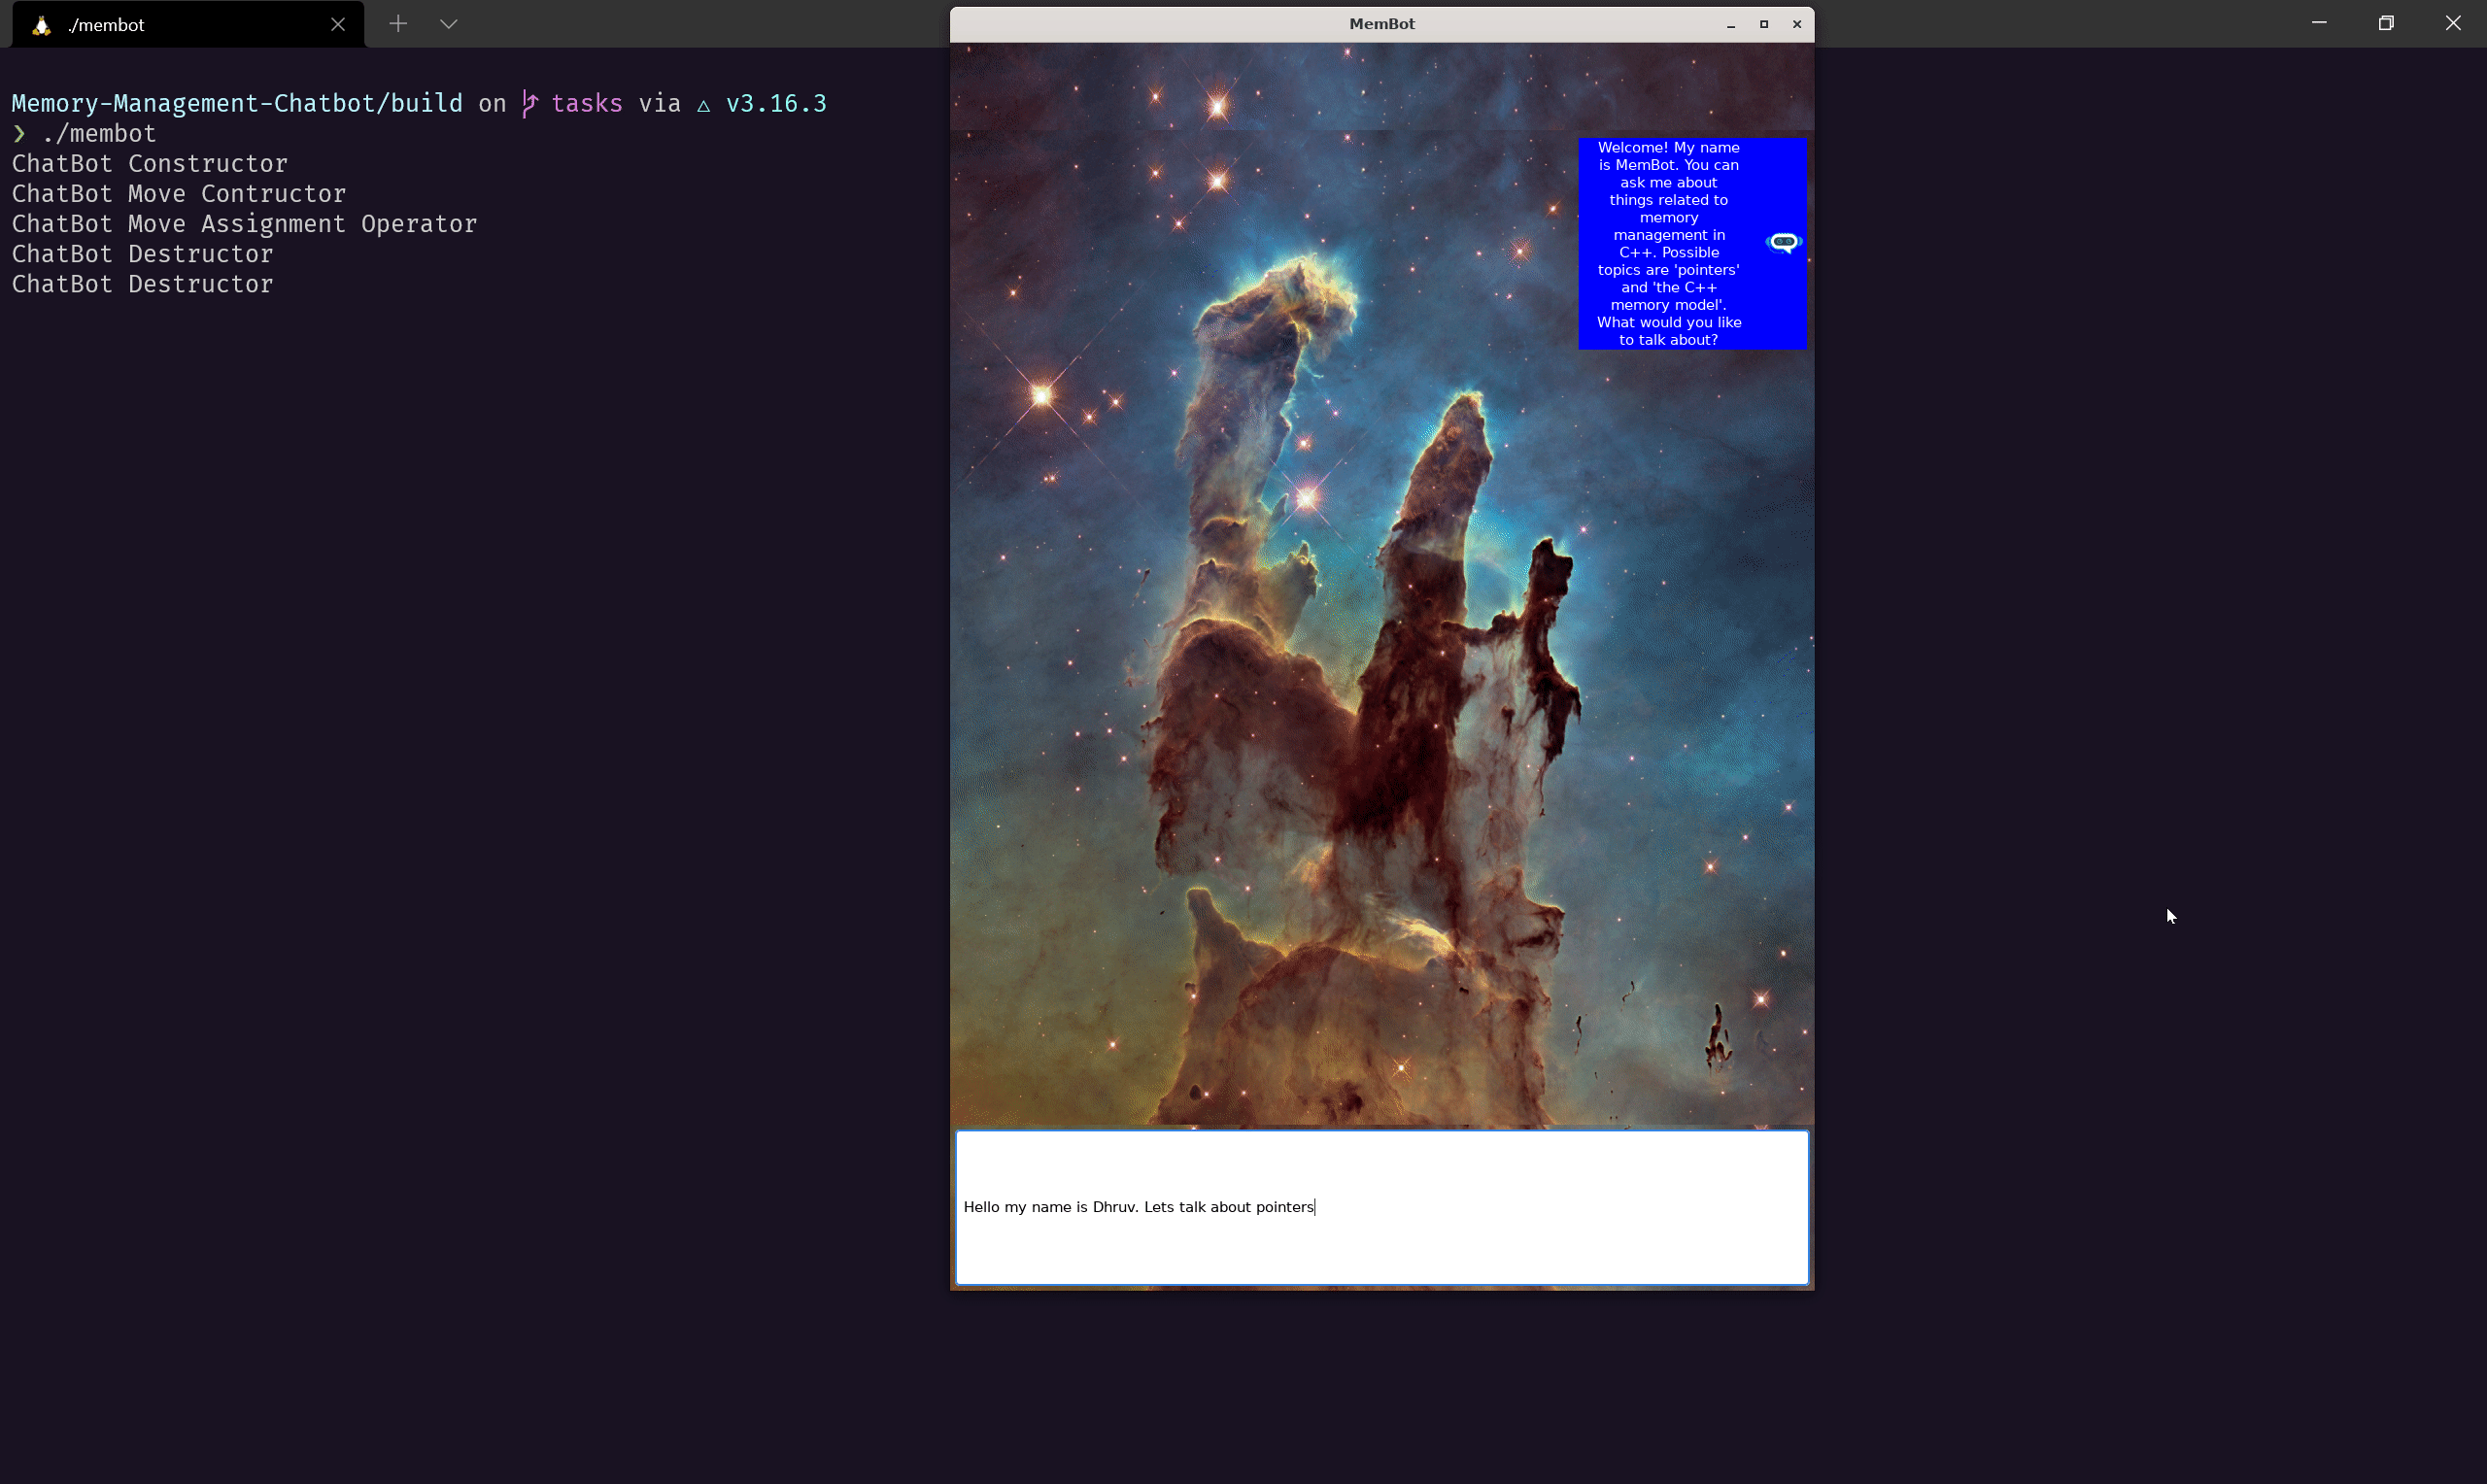 ./membot
Memory-Management-Chatbot/build on tasks via △ v3.16.3
❯ ./membot
ChatBot Constructor
ChatBot Move Contructor
ChatBot Move Assignment Operator
ChatBot Destructor
ChatBot Destructor
MemBot
Welcome! My name
is MemBot. You can
ask me about
things related to
memory
management in
C++. Possible
topics are 'pointers'
and 'the C++
memory model'.
What would you like
to talk about?
Hello my name is Dhruv. Lets talk about pointers